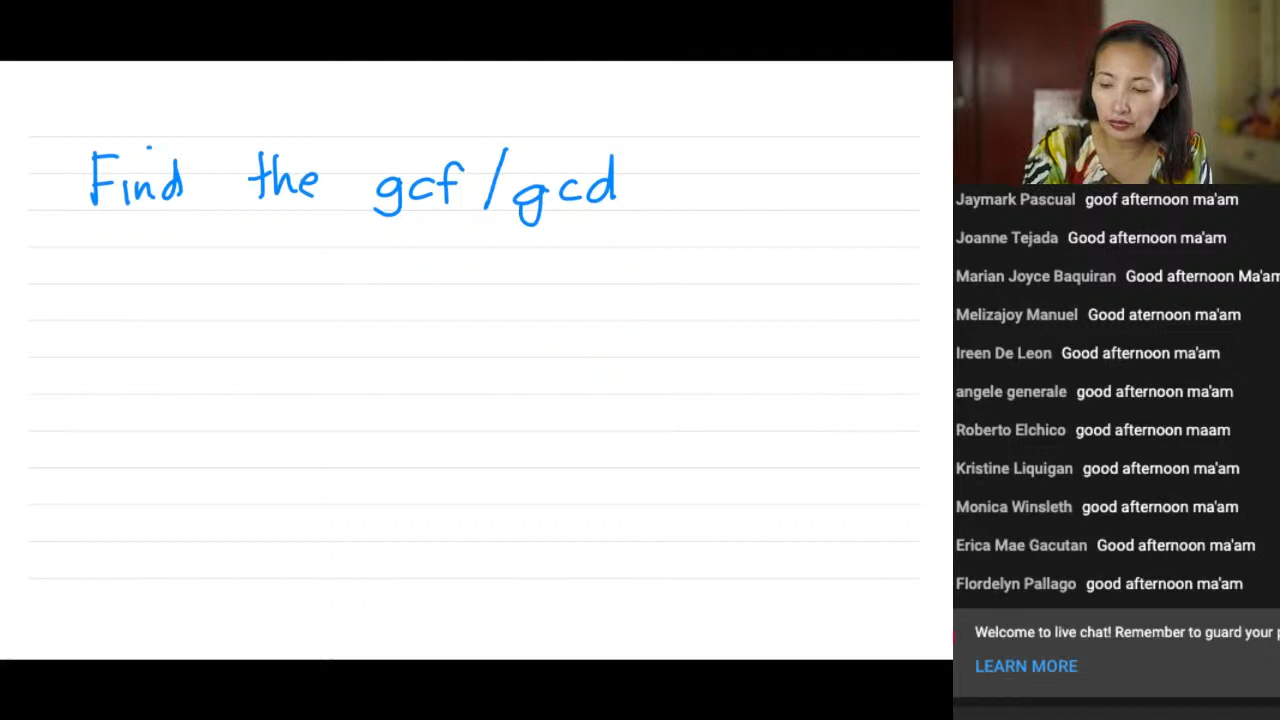 Find the gcf/gcd
Jaymark Pascual goof afternoon ma'am
Joanne Tejada Good afternoon ma'am
Marian Joyce Baquiran Good afternoon Ma'am
Melizajoy Manuel Good aternoon ma'am
Ireen De Leon Good afternoon ma'am
angele generale good afternoon ma'am
Roberto Elchico good afternoon maam
Kristine Liquigan good afternoon ma'am
Monica Winsleth good afternoon ma'am
Erica Mae Gacutan Good afternoon ma'am
Flordelyn Pallago good afternoon ma'am
Welcome to live chat! Remember to guard your
LEARN MORE